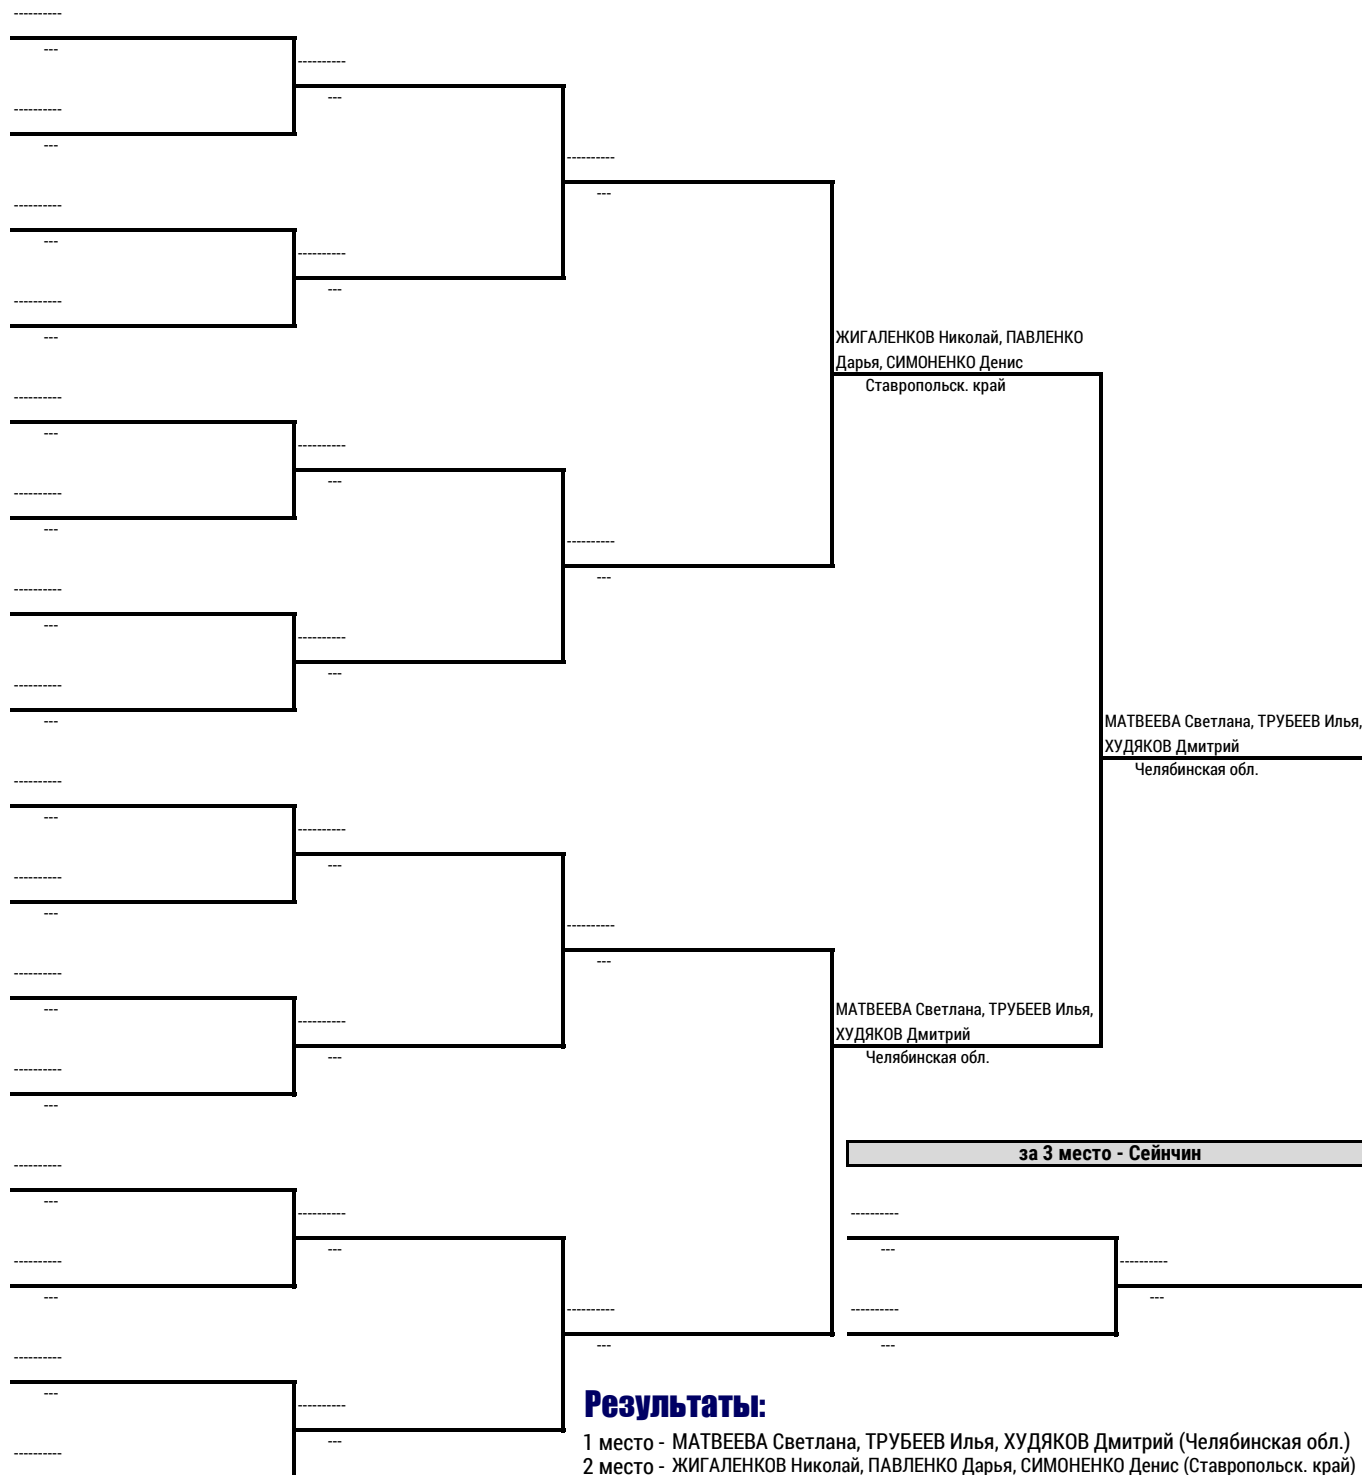 ЖИГАЛЕНКОВ Николай, ПАВЛЕНКО
Дарья, СИМОНЕНКО Денис
Ставропольск. край
МАТВЕЕВА Светлана, ТРУБЕЕВ Илья,
ХУДЯКОВ Дмитрий
Челябинская обл.
МАТВЕЕВА Светлана, ТРУБЕЕВ Илья,
ХУДЯКОВ Дмитрий
Челябинская обл.
за 3 место - Сейнчин
Результаты:
1 место - МАТВЕЕВА Светлана, ТРУБЕЕВ Илья, ХУДЯКОВ Дмитрий (Челябинская обл.)
2 место - ЖИГАЛЕНКОВ Николай, ПАВЛЕНКО Дарья, СИМОНЕНКО Денис (Ставропольск. край)